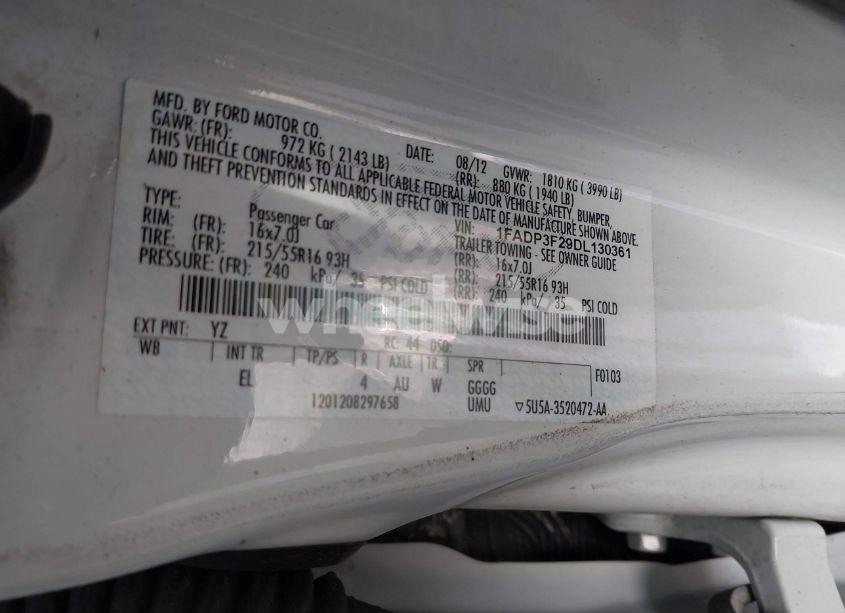 MFD. BY FORD MOTOR CO.
DATE: 08/12 GVWR: 1810 KG ( 3990 LB)
GAWR: (FR): 972 KG ( 2143 LB) (RR): 880 KG ( 1940 LB)
THIS VEHICLE CONFORMS TO ALL APPLICABLE FEDERAL MOTOR VEHICLE SAFETY, BUMPER,
AND THEFT PREVENTION STANDARDS IN EFFECT ON THE DATE OF MANUFACTURE SHOWN ABOVE.
VIN: 1FADP3F29DL130361
TYPE: Passenger Car TRAILER TOWING - SEE OWNER GUIDE
RIM: (FR): 16x7.0J (RR): 16x7.0J
TIRE: (FR): 215/55R16 93H (RR): 215/55R16 93H
PRESSURE: (FR): 240 kPa/ 35 PSI COLD (RR): 240 kPa/ 35 PSI COLD
wheelwise
EXT PNT: YZ RC: 44 DSO:
WB INT TR TP/PS R AXLE TR SPR F0103
EL 4 AU W GGGG
1201208297658 UMU ▽5U5A-3520472-AA